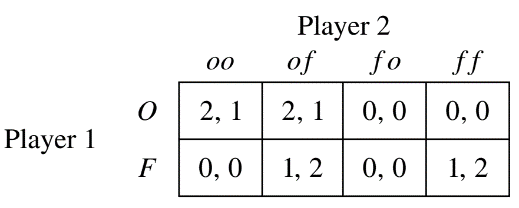 Player 2
oo of fo ff
O 2, 1 2, 1 0, 0 0, 0
Player 1
F 0, 0 1, 2 0, 0 1, 2